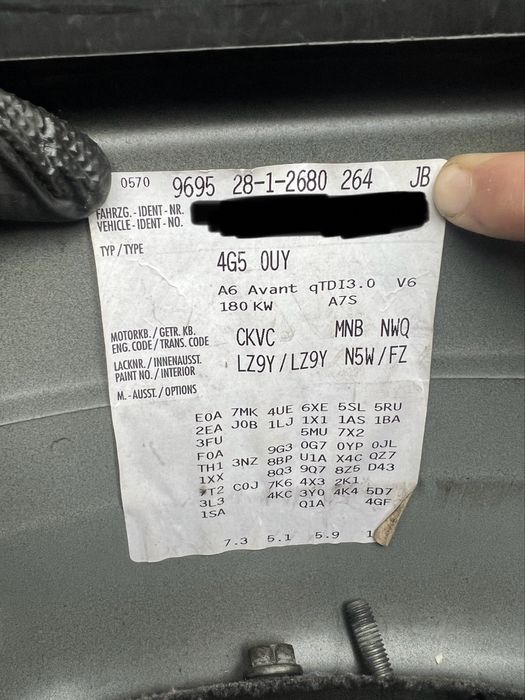 0570 9695 28-1-2680 264 JB
FAHRZG. - IDENT - NR.
VEHICLE - IDENT - NO.
TYP / TYPE
4G5 0UY
A6 Avant qTDI3.0 V6
180 KW A7S
MOTORKB. / GETR. KB.
ENG. CODE / TRANS. CODE
CKVC MNB NWQ
LACKNR. / INNENAUSST.
PAINT NO. / INTERIOR
LZ9Y / LZ9Y N5W / FZ
M. - AUSST. / OPTIONS
E0A 7MK 4UE 6XE 5SL 5RU
2EA J0B 1LJ 1X1 1AS 1BA
3FU 5MU 7X2
F0A 9G3 0G7 0YP 0JL
TH1 3NZ 8BP U1A X4C QZ7
1XX 8Q3 9Q7 8Z5 D43
7T2 C0J 7K6 4X3 2K1
3L3 4KC 3Y0 4K4 5D7
1SA Q1A 4GF
7.3 5.1 5.9 1